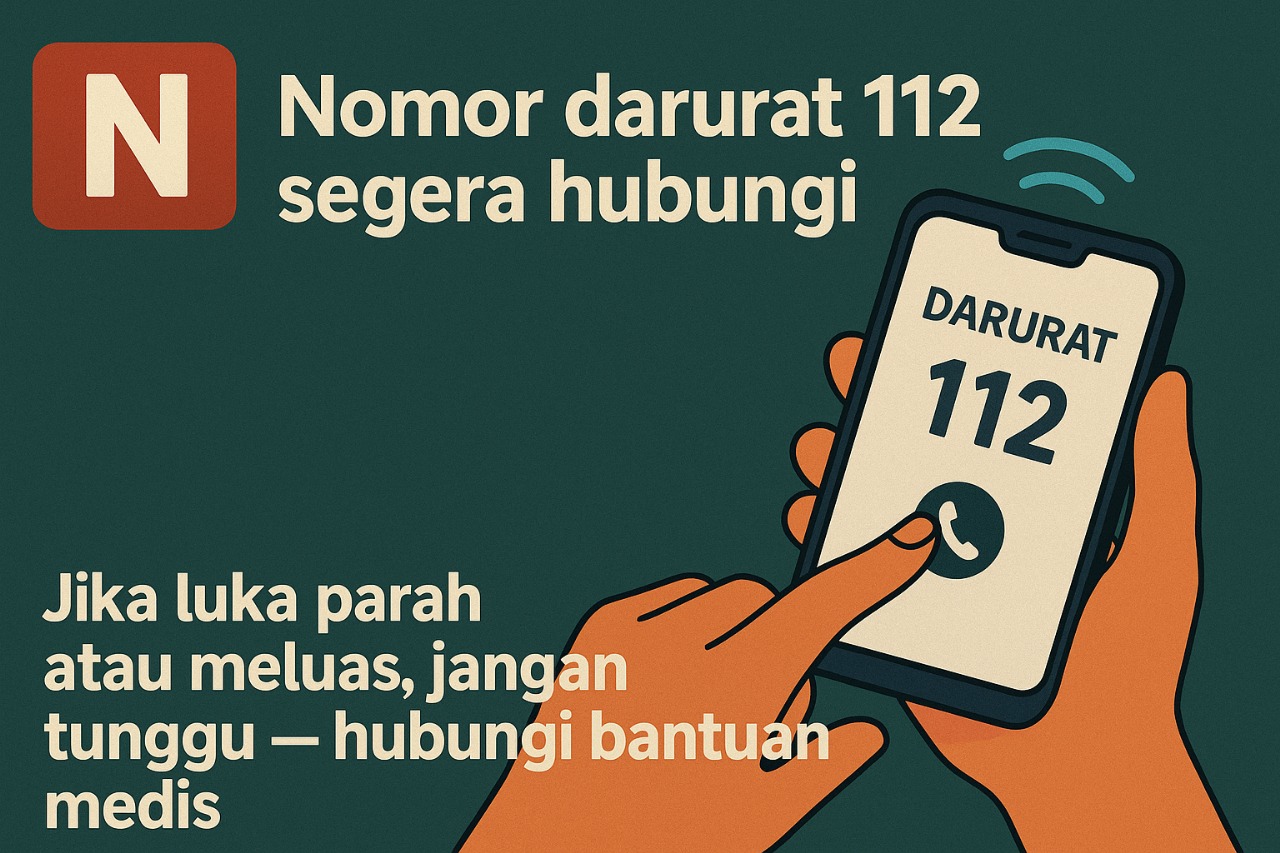 N
Nomor darurat 112
segera hubungi
DARURAT
112
Jika luka parah
atau meluas, jangan
tunggu — hubungi bantuan
medis